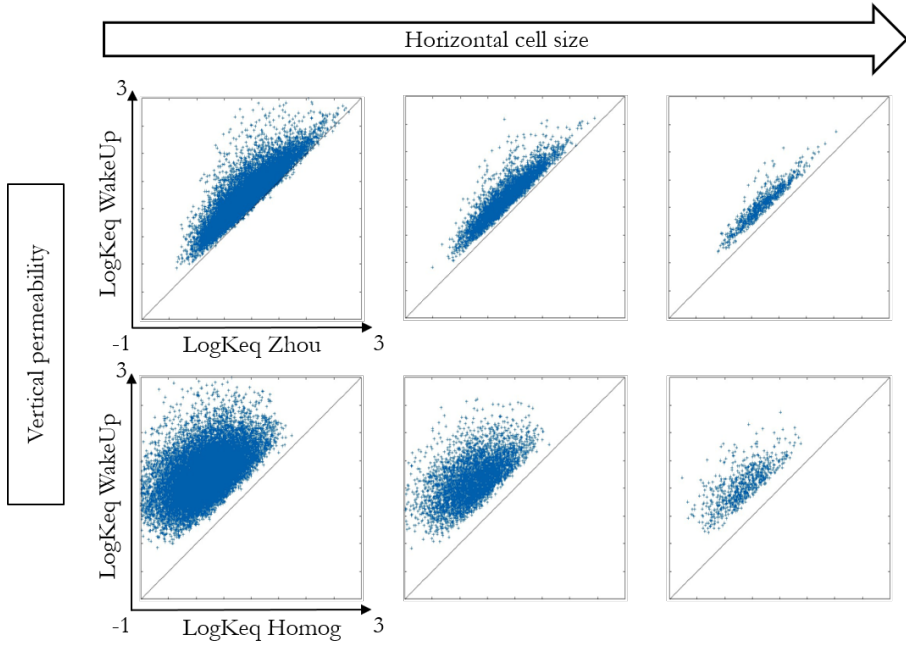 Horizontal cell size
3
LogKeq WakeUp
-1
LogKeq Zhou
3
Vertical permeability
3
LogKeq WakeUp
-1
LogKeq Homog
3